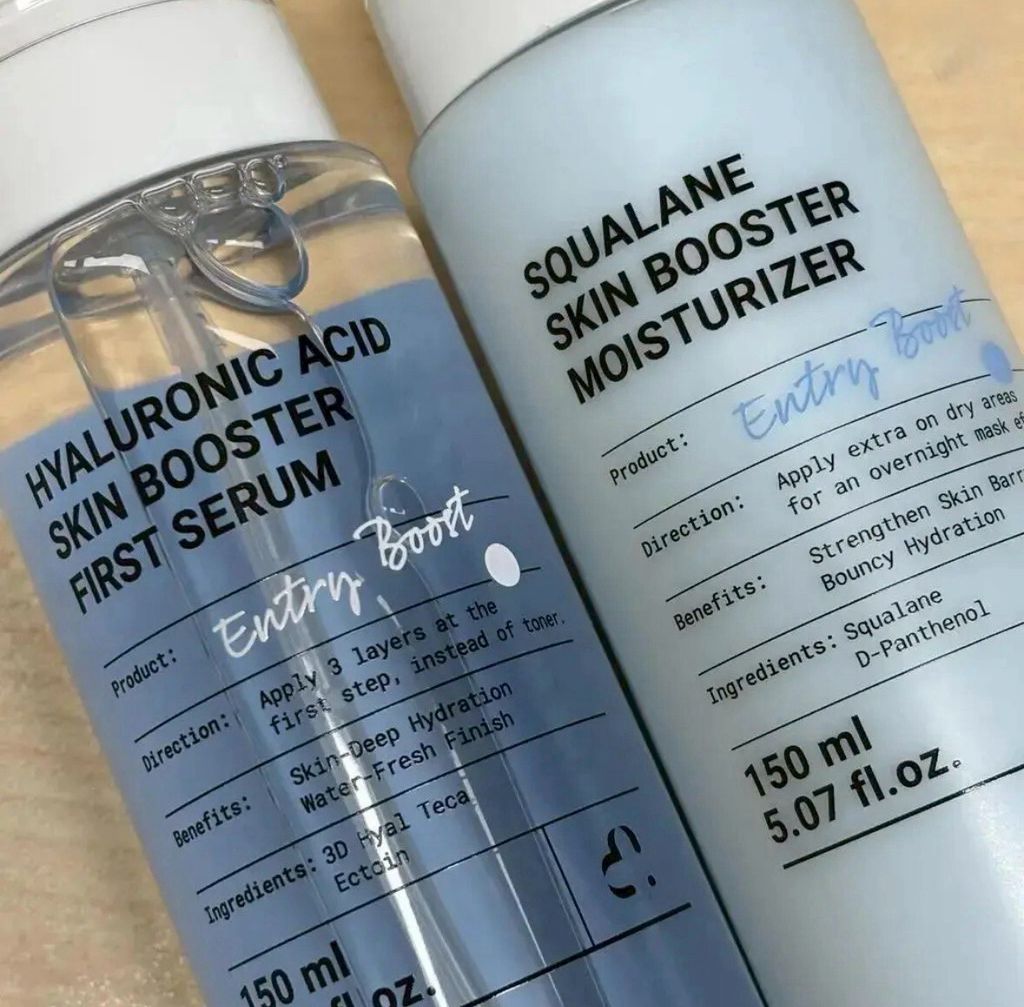 HYALURONIC ACID
SKIN BOOSTER
FIRST SERUM
Product: Entry Boost
Direction: Apply 3 layers at the
first step, instead of toner.
Benefits: Skin-Deep Hydration
Water-Fresh Finish
Ingredients: 3D Hyal Teca
Ectoin
150 ml
fl.oz.
SQUALANE
SKIN BOOSTER
MOISTURIZER
Product: Entry Boost
Direction: Apply extra on dry areas
for an overnight mask
Benefits: Strengthen Skin
Bouncy Hydration
Ingredients: Squalane
D-Panthenol
150 ml
5.07 fl.oz.